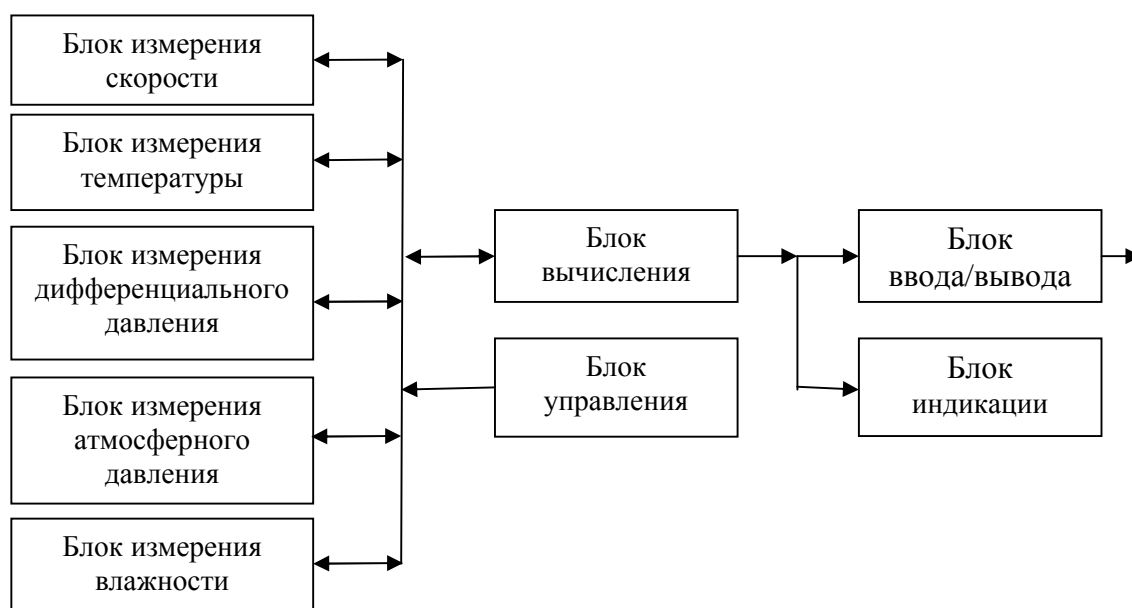 Блок измерения
скорости
Блок измерения
температуры
Блок измерения
дифференциального
давления
Блок измерения
атмосферного
давления
Блок измерения
влажности
Блок
вычисления
Блок
управления
Блок
ввода/вывода
Блок
индикации